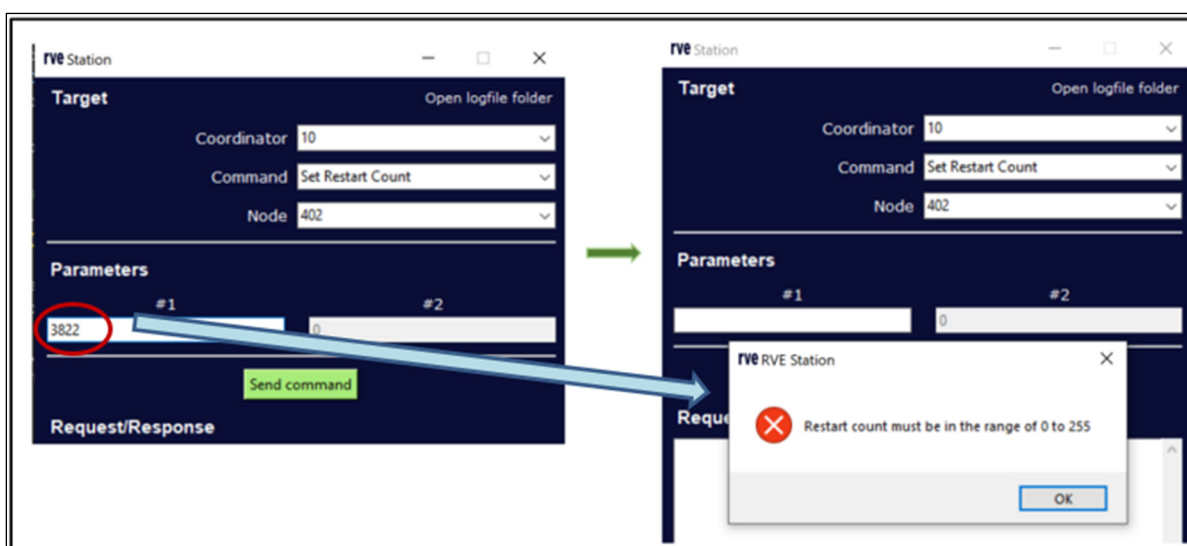 rve Station
Target Open logfile folder
Coordinator 10
Command Set Restart Count
Node 402
Parameters
#1 #2
3822 0
Send command
Request/Response
rve Station
Target Open logfile folder
Coordinator 10
Command Set Restart Count
Node 402
Parameters
#1 #2
0
Reque
rve RVE Station
Restart count must be in the range of 0 to 255
OK